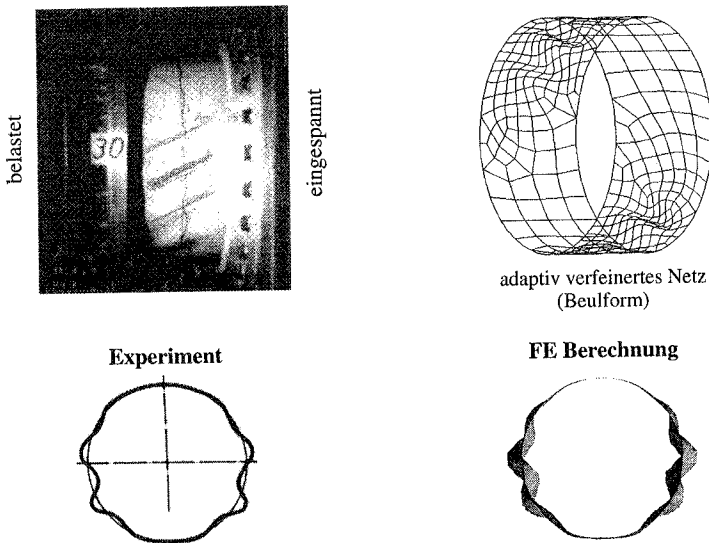 belastet
30
eingespannt
adaptiv verfeinertes Netz
(Beulform)
Experiment
FE Berechnung